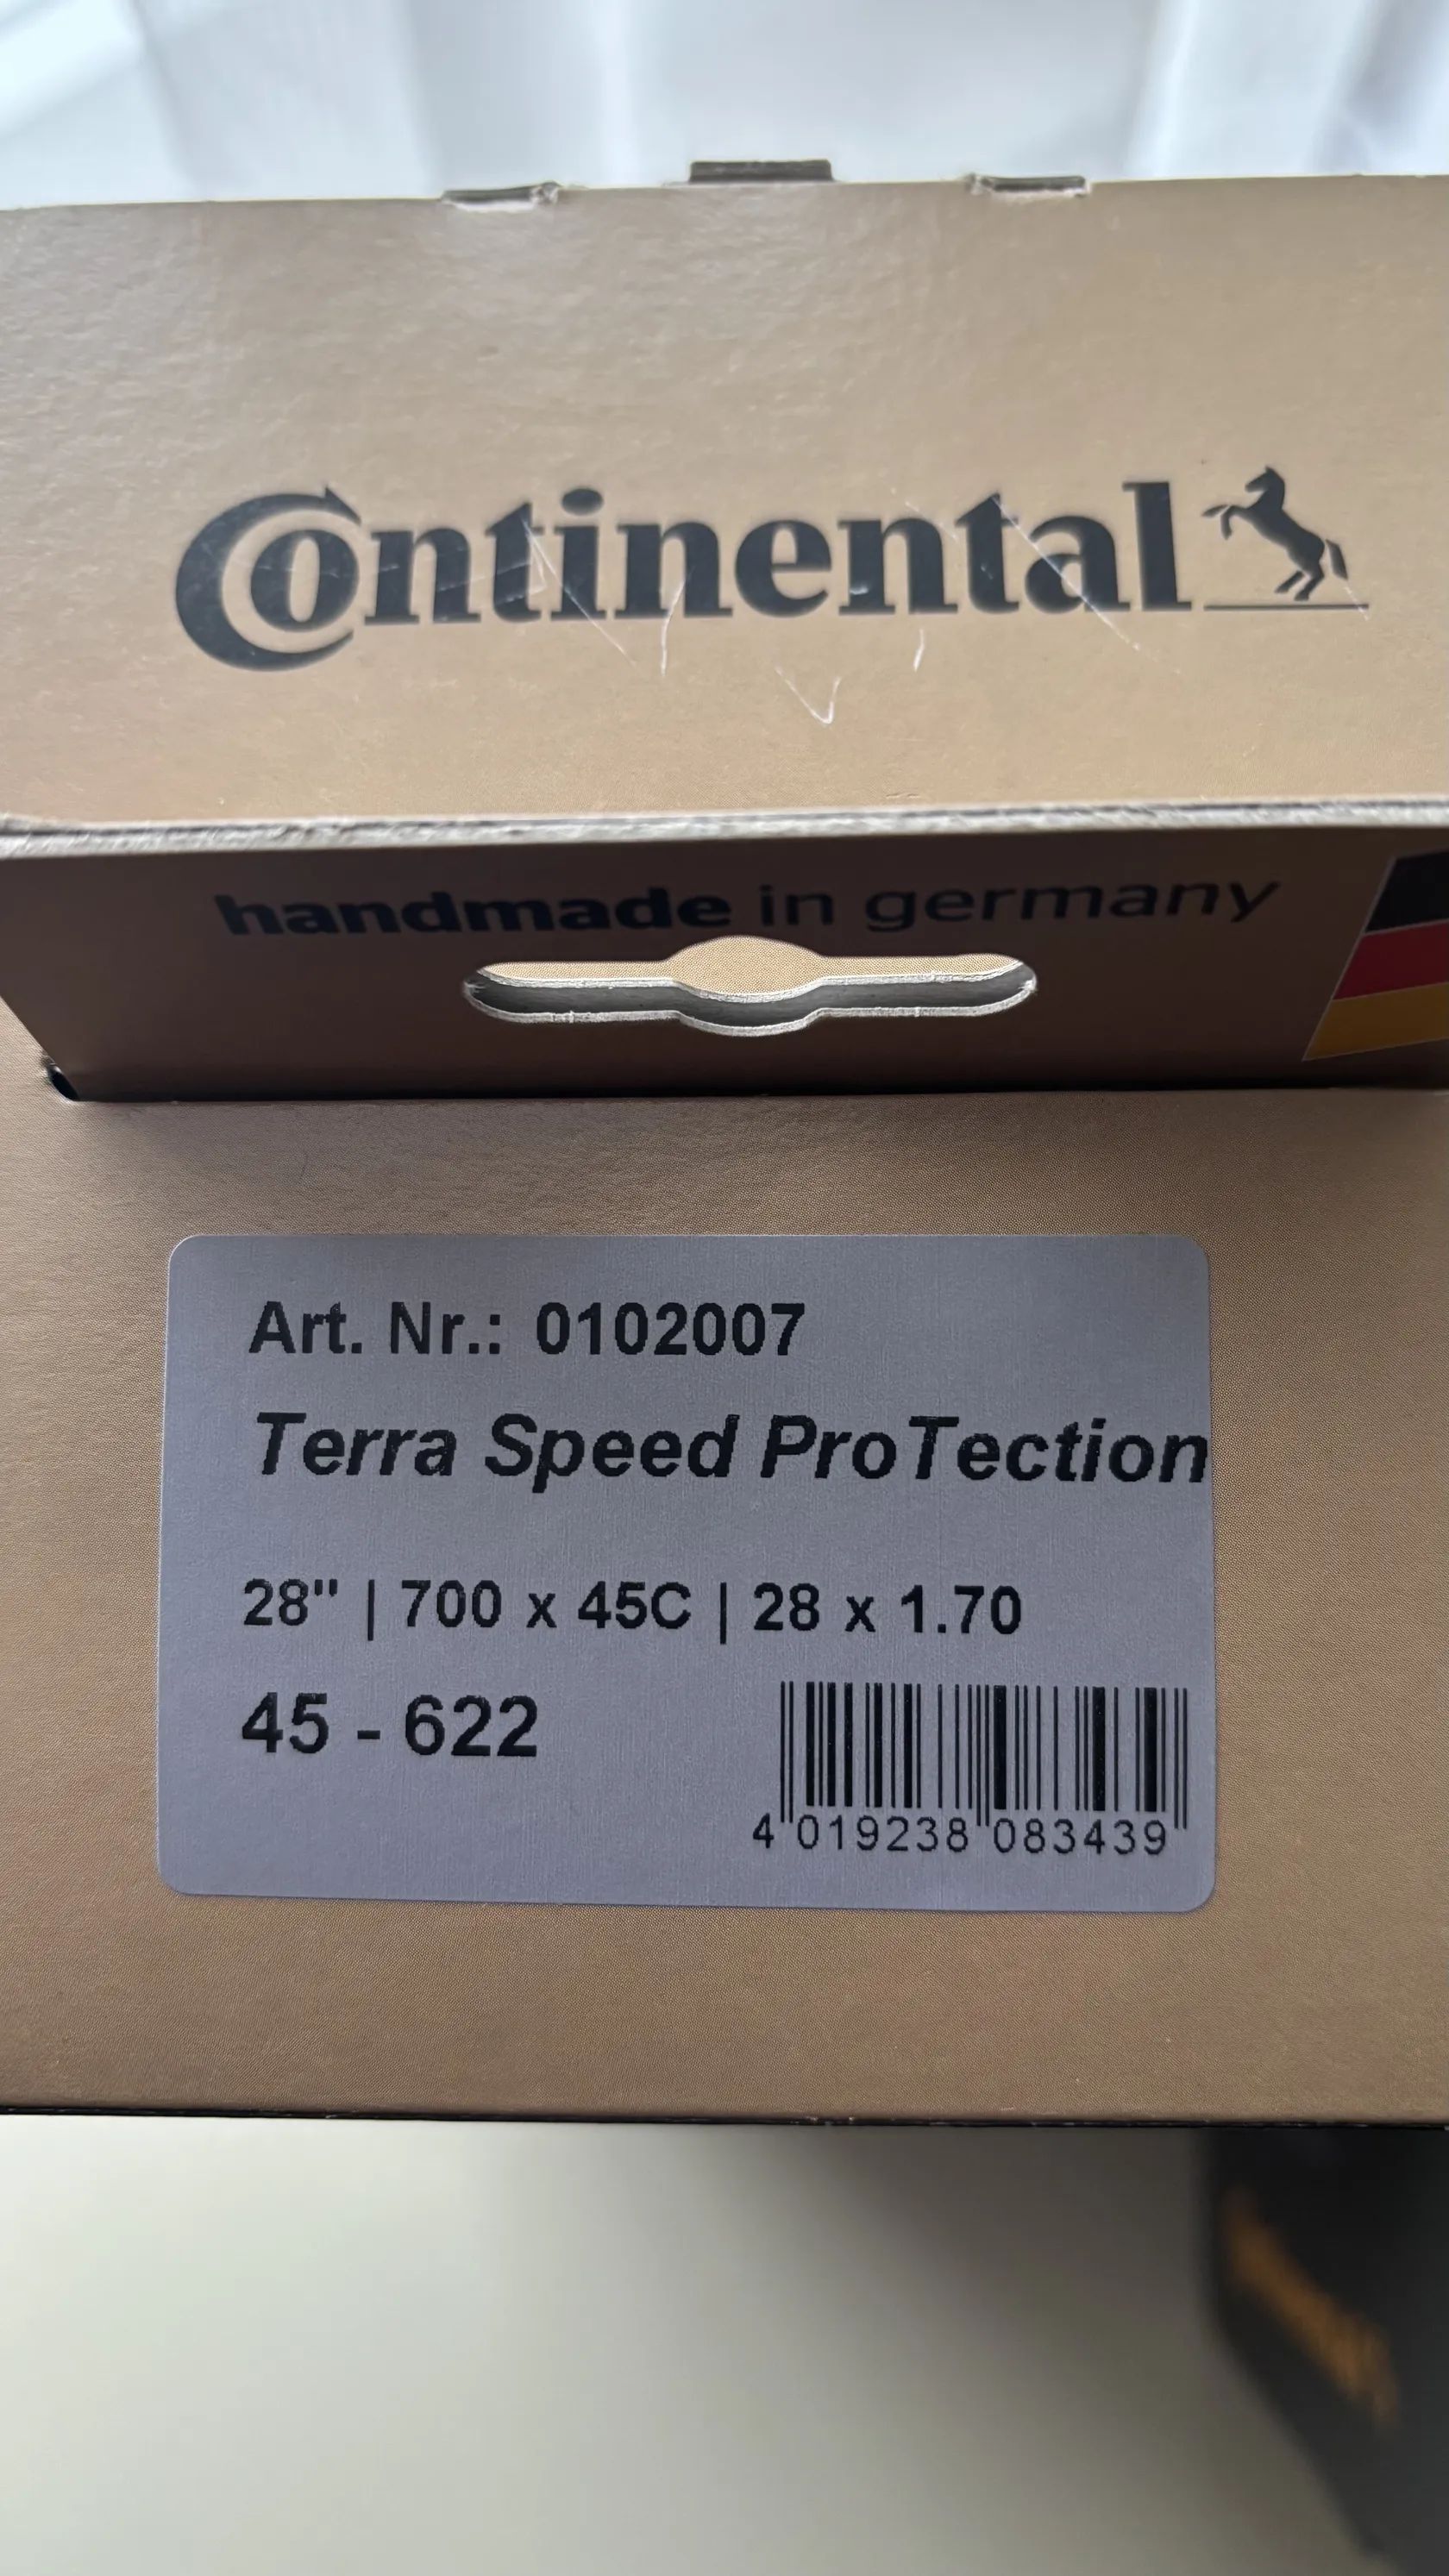 Continental
handmade in germany
Art. Nr.: 0102007
Terra Speed ProTection
28" | 700 x 45C | 28 x 1.70
45 - 622
4 019238 083439